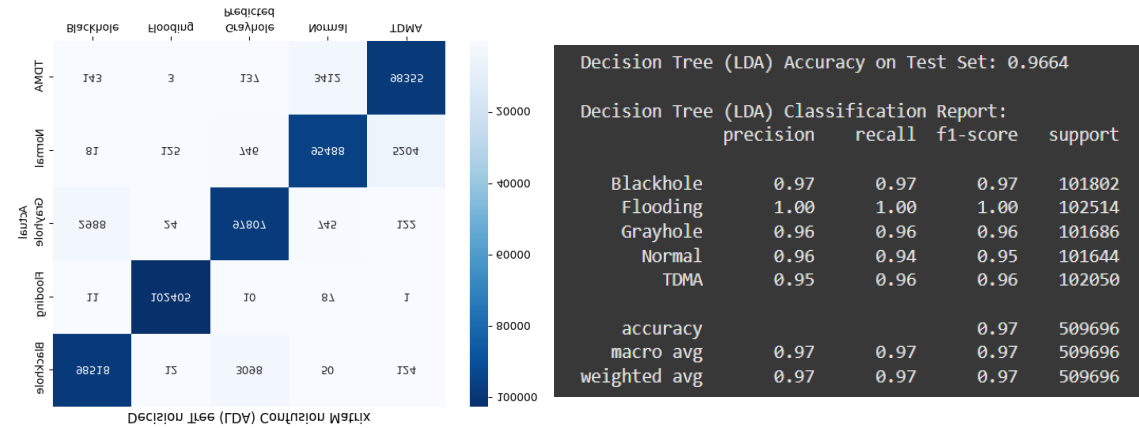 Predicted
Blackhole Flooding Grayhole Normal TDMA
TDMA 143 3 137 3412 98355
Normal 81 125 746 95488 5204
Grayhole 2988 24 97807 745 122
Flooding 11 102405 10 87 1
Blackhole 98518 12 3098 50 124
Actual
Decision Tree (LDA) Confusion Matrix
20000
40000
60000
80000
100000
Decision Tree (LDA) Accuracy on Test Set: 0.9664
Decision Tree (LDA) Classification Report:
precision recall f1-score support
Blackhole 0.97 0.97 0.97 101802
Flooding 1.00 1.00 1.00 102514
Grayhole 0.96 0.96 0.96 101686
Normal 0.96 0.94 0.95 101644
TDMA 0.95 0.96 0.96 102050
accuracy 0.97 509696
macro avg 0.97 0.97 0.97 509696
weighted avg 0.97 0.97 0.97 509696